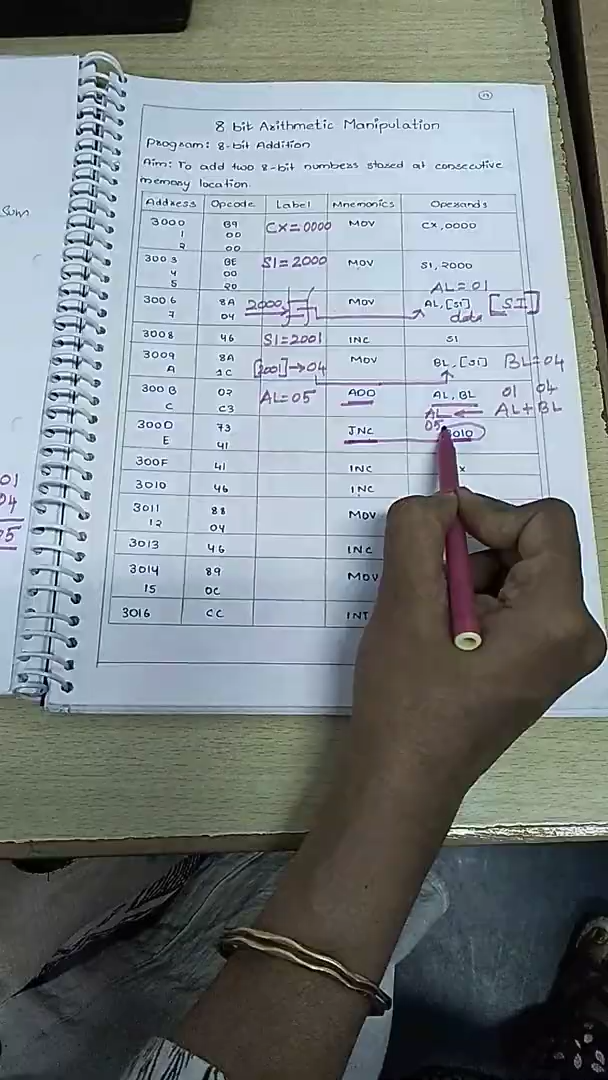 13
8 bit Arithmetic Manipulation
Program: 8-bit Addition
Aim: To add two 8-bit numbers stored at consecutive
memory location.
Address Opcode Label Mnemonics Operands
3000 B9 CX=0000 MOV CX,0000
1 00
2 00
3003 BE SI=2000 MOV SI,2000
4 00
5 20
AL=01
3006 8A 2000 MOV AL,[SI] [SI]
7 04 data
3008 46 SI=2001 INC SI
3009 8A MOV BL,[SI] BL=04
A 1C [2001]→04
300B 02 AL=05 ADD AL,BL 01 04
C C3 AL ← AL+BL
05
300D 73 JNC 3010
E 41
300F 41 INC X
3010 46 INC
3011 88 MOV
12 04
3013 46 INC
3014 89 MOV
15 0C
3016 CC INT
Sum
01
04
05